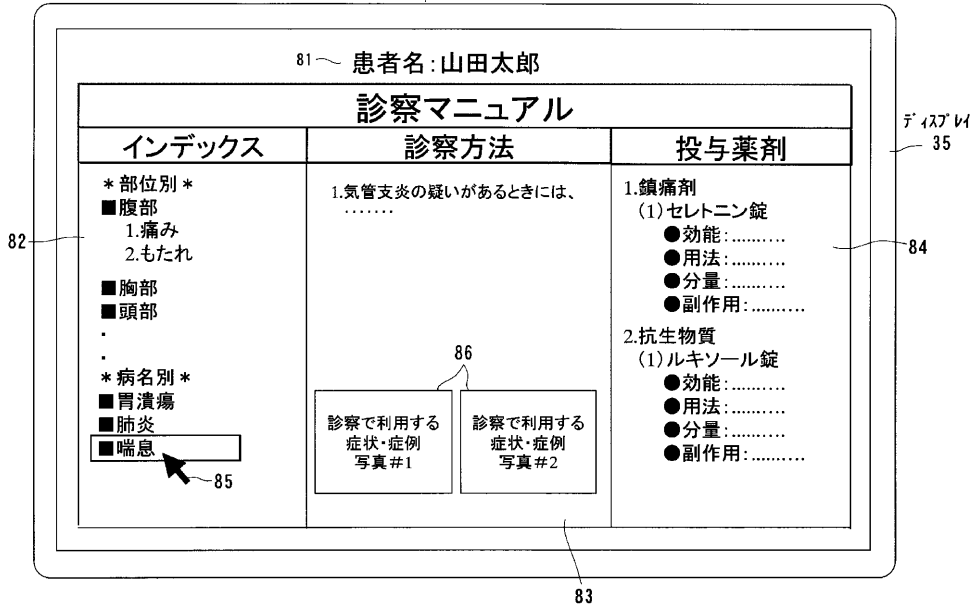 81 患者名:山田太郎
診察マニュアル
インデックス
診察方法
投与薬剤
ディスプレイ
35
82
*部位別*
■腹部
1.痛み
2.もたれ
■胸部
■頭部
・
・
*病名別*
■胃潰瘍
■肺炎
■喘息
85
1.気管支炎の疑いがあるときには、
.......
86
診察で利用する
症状・症例
写真#1
診察で利用する
症状・症例
写真#2
83
1.鎮痛剤
(1)セレトニン錠
●効能:..........
●用法:..........
●分量:..........
●副作用:..........
2.抗生物質
(1)ルキソール錠
●効能:..........
●用法:..........
●分量:..........
●副作用:..........
84